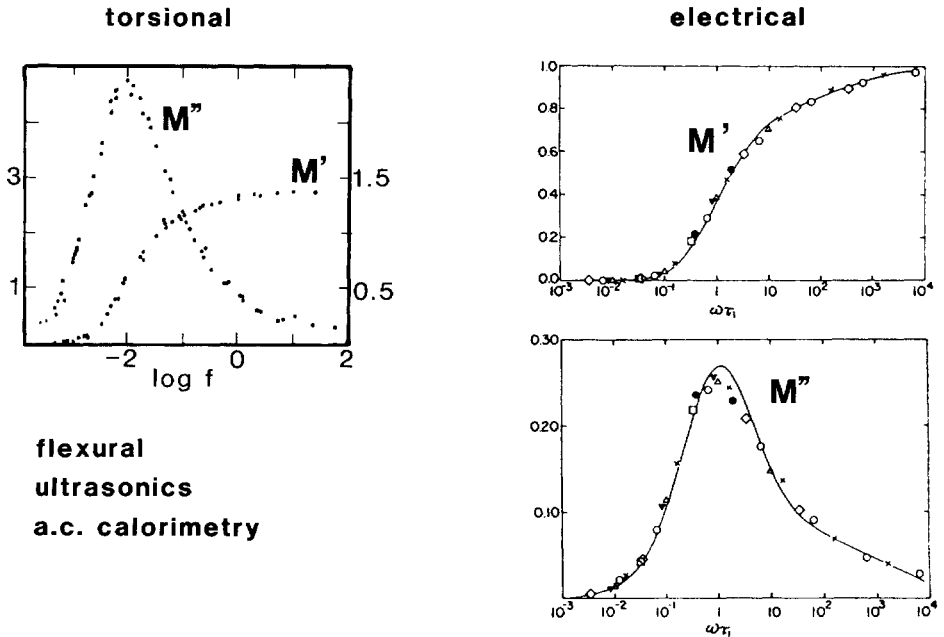 torsional
M"
M'
3
1
1.5
0.5
−2
0
2
log f
flexural
ultrasonics
a.c. calorimetry
electrical
1.0
0.8
0.6
0.4
0.2
0.0
M'
10⁻³
10⁻²
10⁻¹
1
10
10²
10³
10⁴
ωτ₁
0.30
0.20
0.10
M"
10⁻³
10⁻²
10⁻¹
1
10
10²
10³
10⁴
ωτ₁